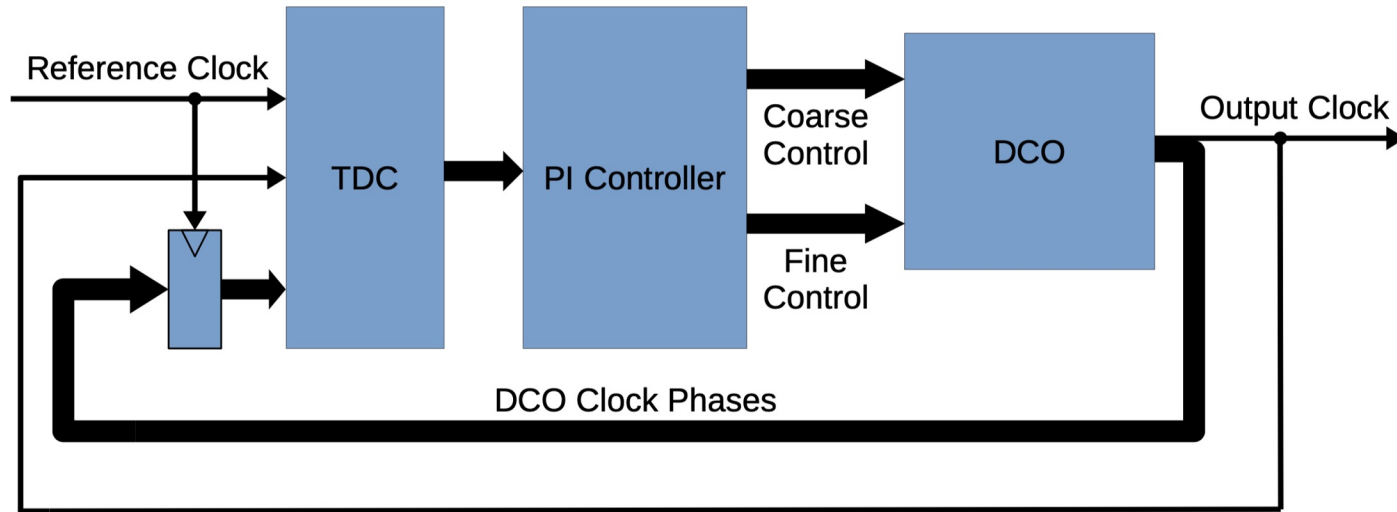 Reference Clock
TDC
PI Controller
Coarse
Control
Fine
Control
DCO
Output Clock
DCO Clock Phases